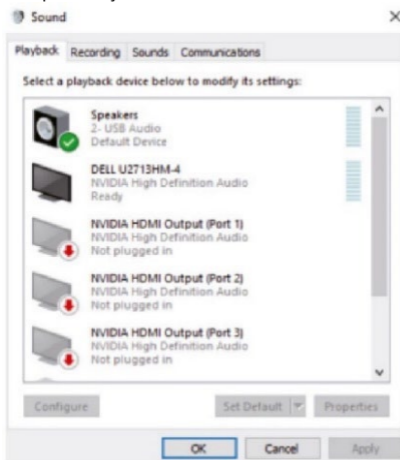 Sound
Playback Recording Sounds Communications
Select a playback device below to modify its settings:
Speakers
2- USB Audio
Default Device
DELL U2713HM-4
NVIDIA High Definition Audio
Ready
NVIDIA HDMI Output (Port 1)
NVIDIA High Definition Audio
Not plugged in
NVIDIA HDMI Output (Port 2)
NVIDIA High Definition Audio
Not plugged in
NVIDIA HDMI Output (Port 3)
NVIDIA High Definition Audio
Not plugged in
Configure Set Default Properties
OK Cancel Apply